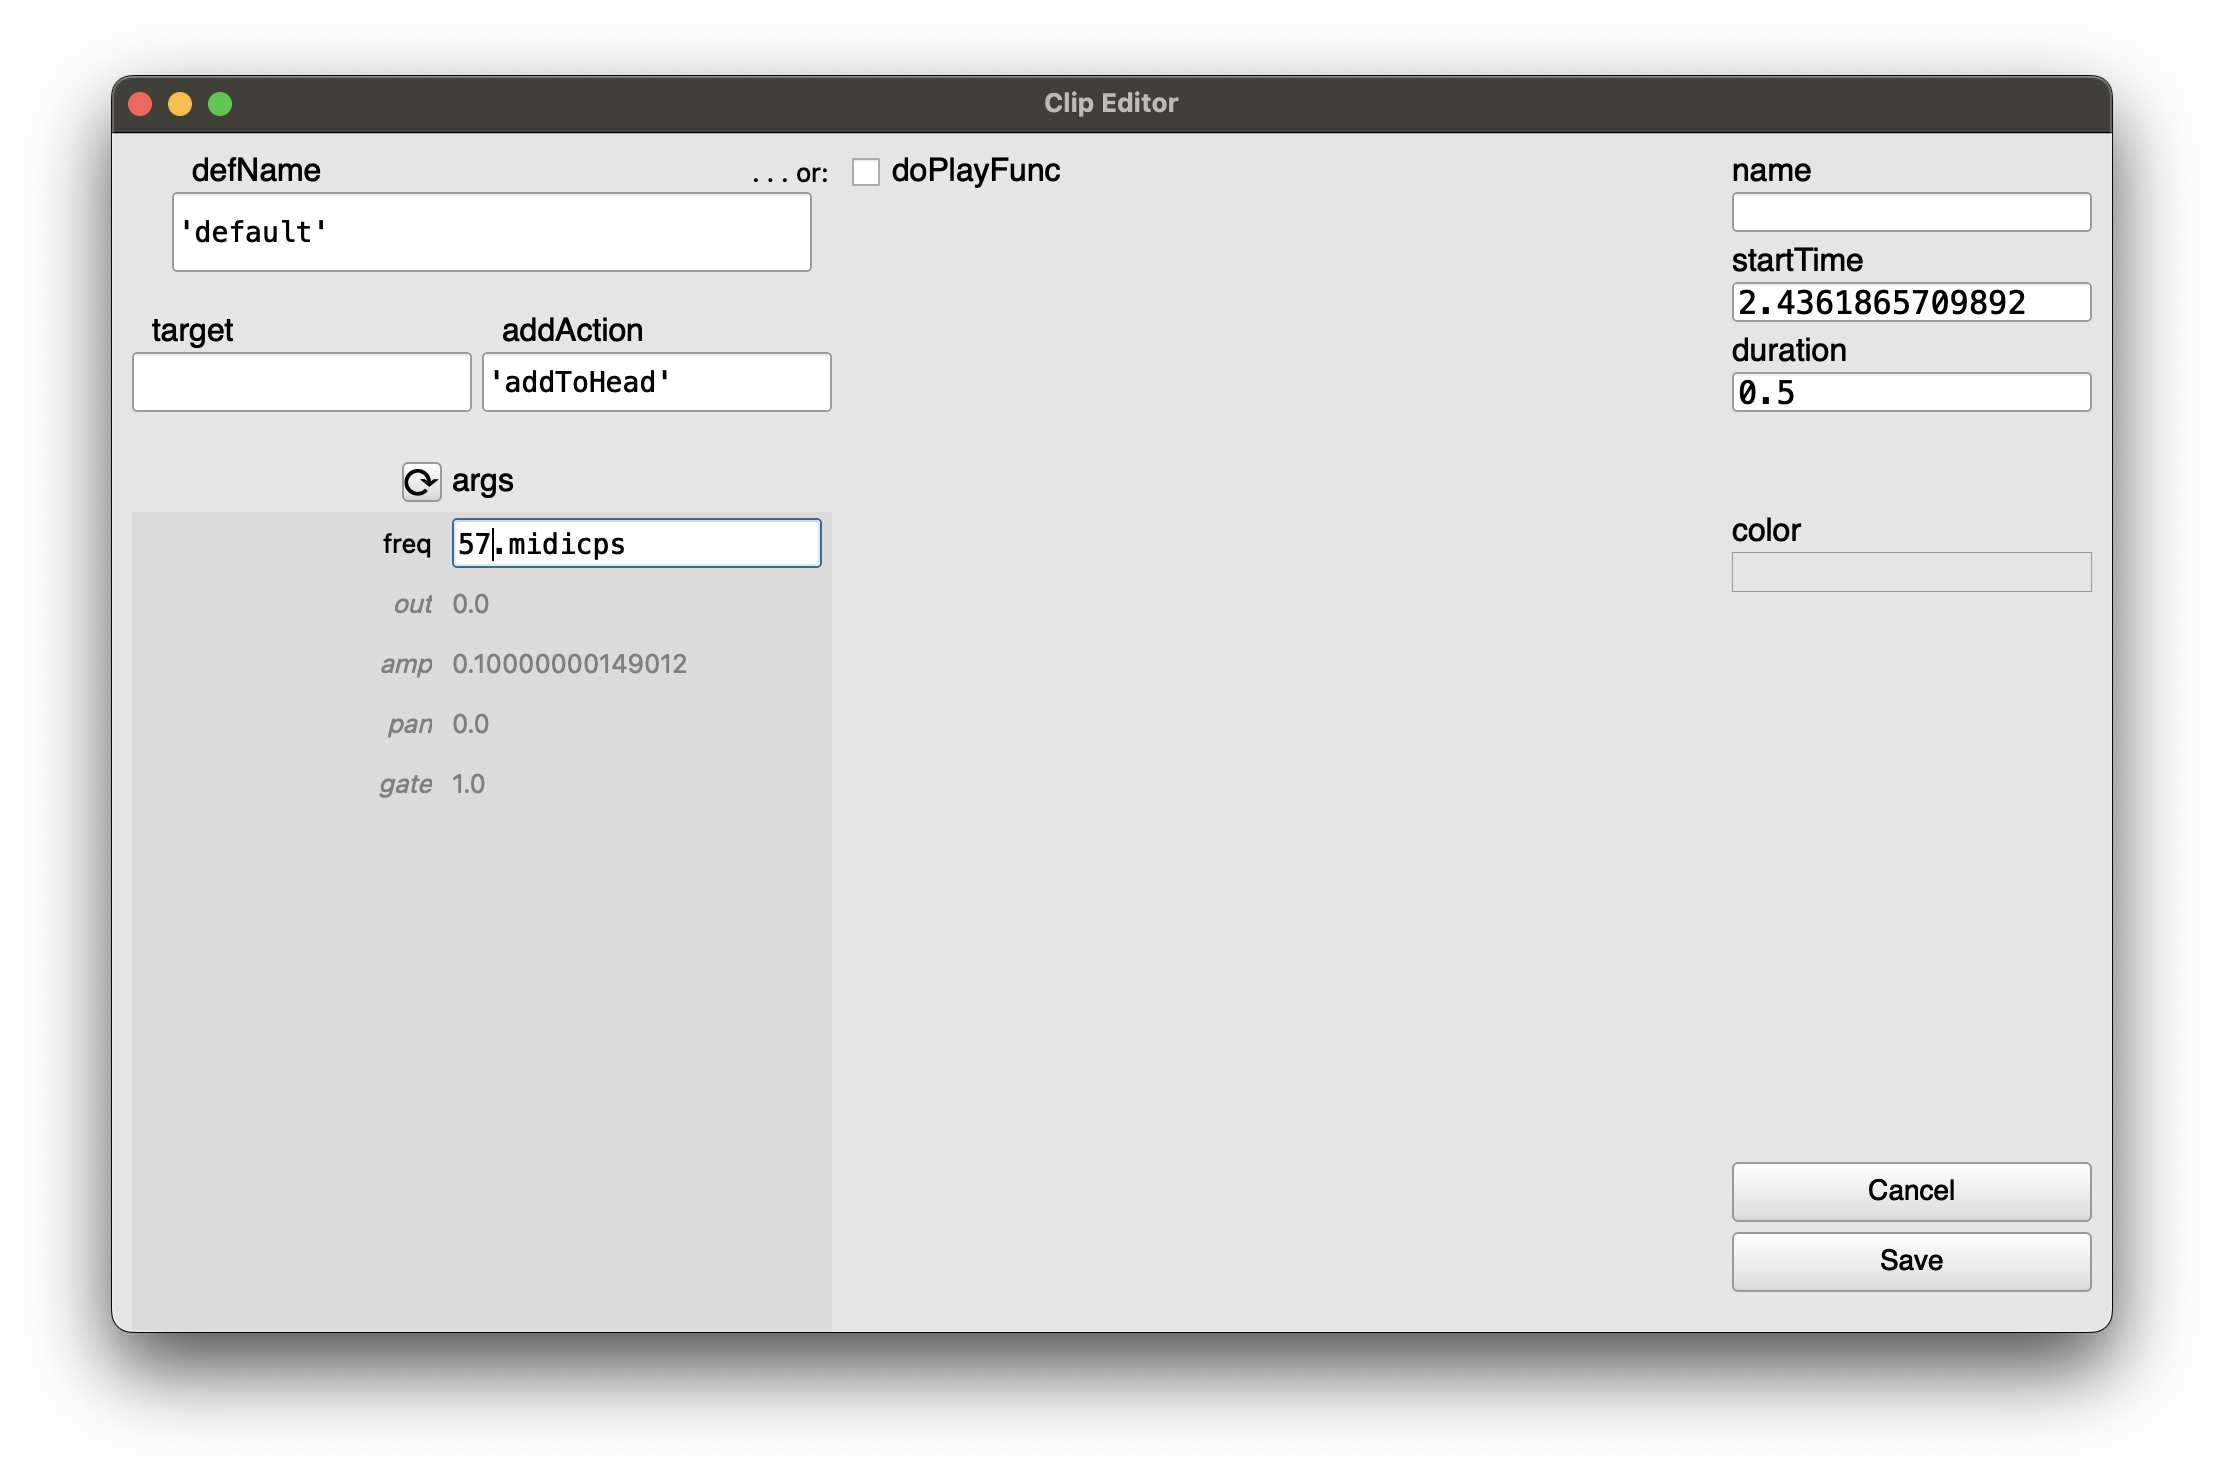 Clip Editor
defName
. . . or:
doPlayFunc
'default'
target
addAction
'addToHead'
⟳ args
freq 57.midicps
out 0.0
amp 0.10000000149012
pan 0.0
gate 1.0
name
startTime
2.4361865709892
duration
0.5
color
Cancel
Save